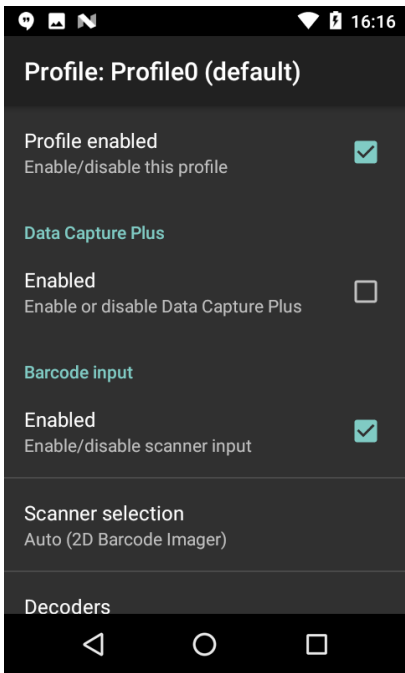 16:16
Profile: Profile0 (default)
Profile enabled
Enable/disable this profile
Data Capture Plus
Enabled
Enable or disable Data Capture Plus
Barcode input
Enabled
Enable/disable scanner input
Scanner selection
Auto (2D Barcode Imager)
Decoders